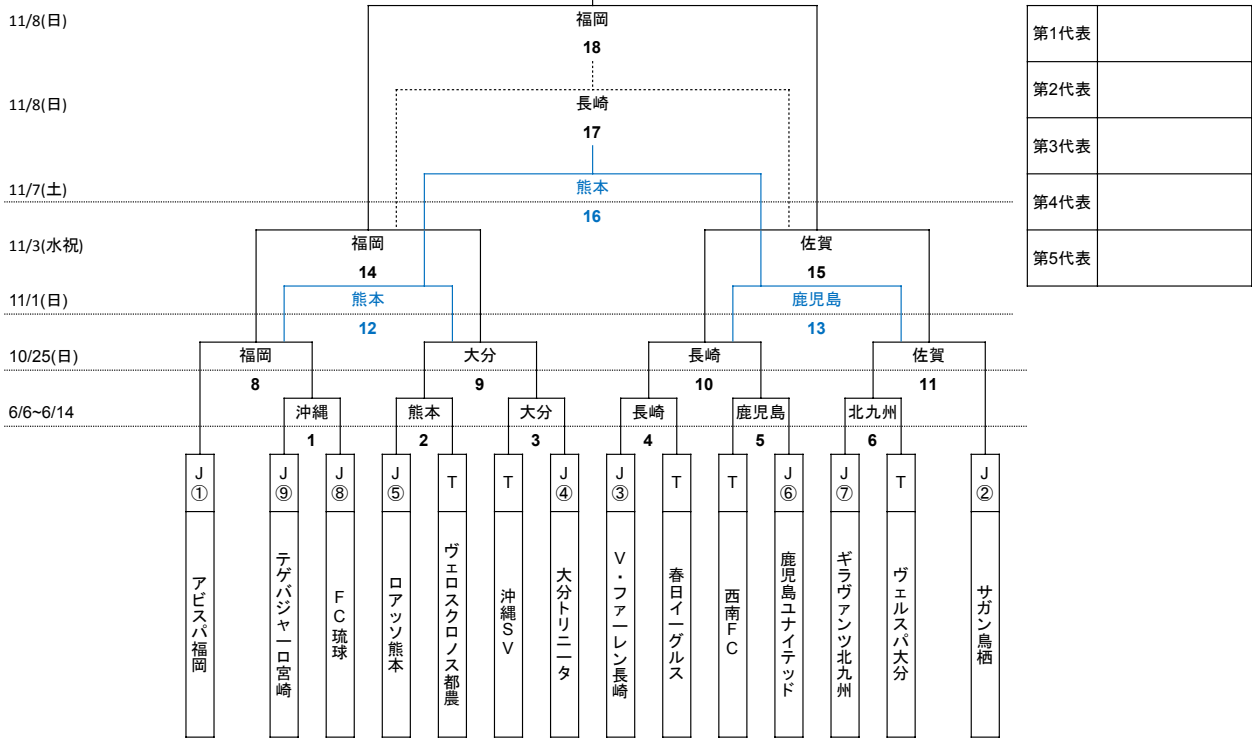 11/8(日)
福岡
18
第1代表
11/8(日)
長崎
17
第2代表
第3代表
11/7(土)
熊本
16
第4代表
11/3(水祝)
福岡
14
佐賀
15
第5代表
11/1(日)
熊本
12
鹿児島
13
10/25(日)
福岡
8
大分
9
長崎
10
佐賀
11
6/6~6/14
沖縄
1
熊本
2
大分
3
長崎
4
鹿児島
5
北九州
6
J①
アビスパ福岡
J⑨
テゲバジャーロ宮崎
J⑧
FC琉球
J⑤
ロアッソ熊本
T
ヴェロスクロノス都農
T
沖縄SV
J④
大分トリニータ
J③
V・ファーレン長崎
T
春日イーグルス
T
西南FC
J⑥
鹿児島ユナイテッド
J⑦
ギラヴァンツ北九州
T
ヴェルスパ大分
J②
サガン鳥栖